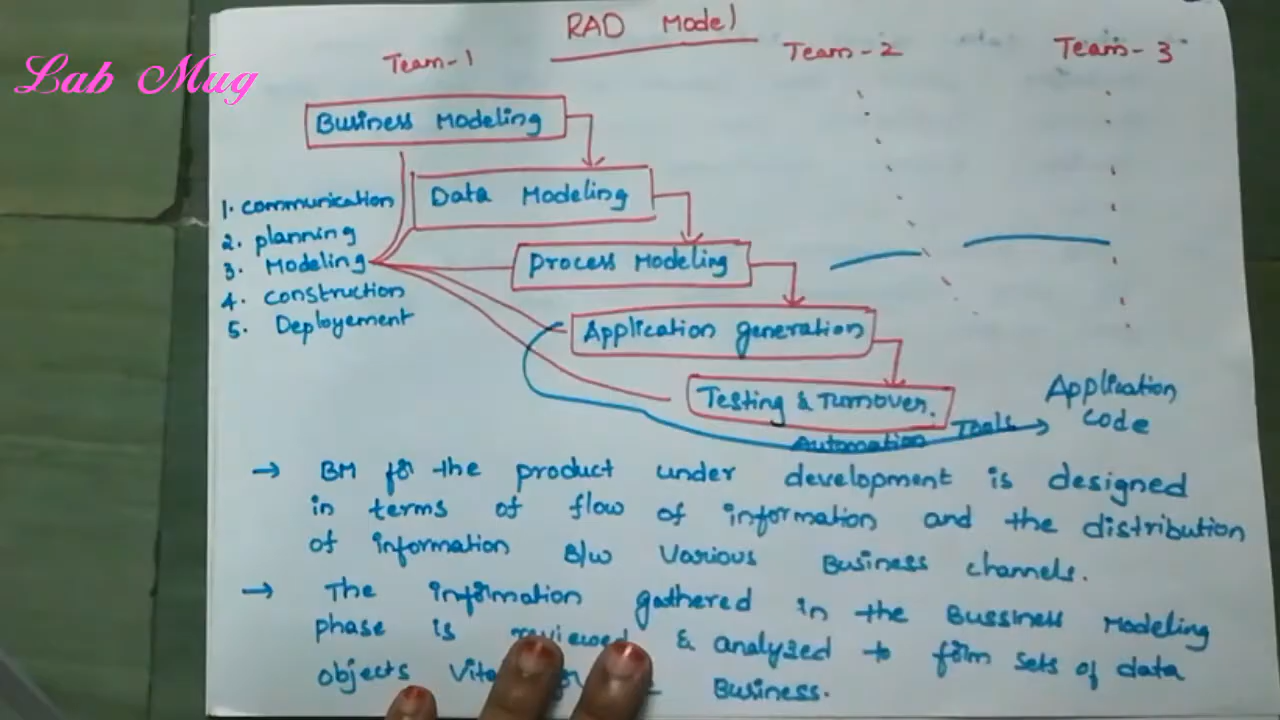 Lab Mug
RAD Model
Team-1
Team-2
Team-3
Business Modeling
Data Modeling
Process Modeling
Application generation
Testing & Turnover.
1. communication
2. planning
3. Modeling
4. construction
5. Deployement
Automation Tools
Application
code
→ BM for the product under development is designed
in terms of flow of information and the distribution
of information B/w Various Business channels.
→ The information gathered in the Bussiness Modeling
phase is reviewed & analyzed to form sets of data
objects Business.